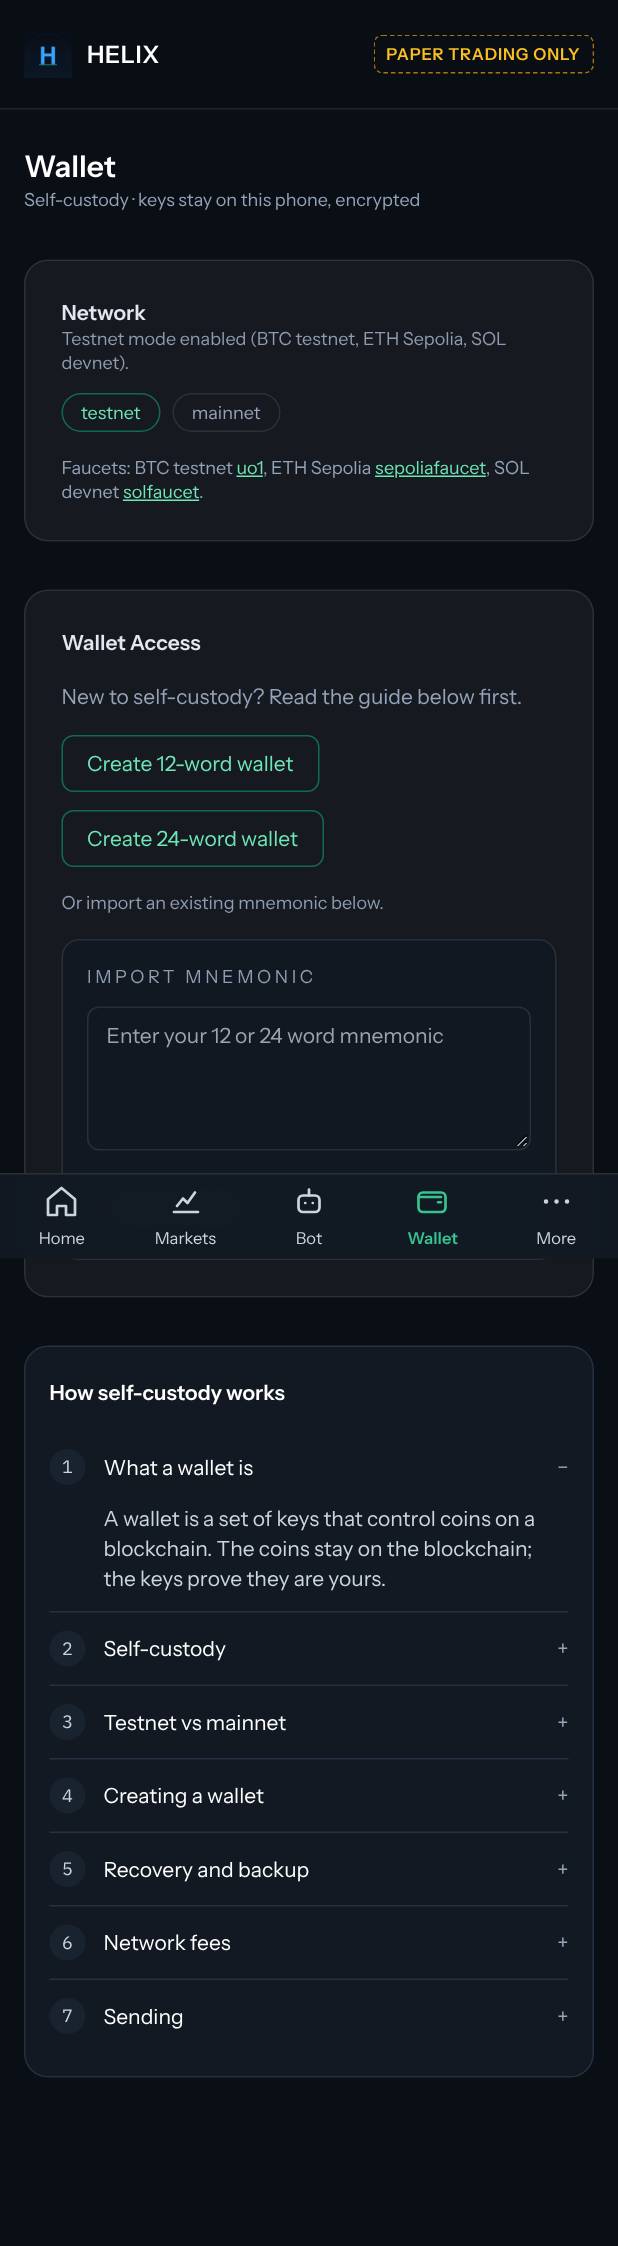 H HELIX
PAPER TRADING ONLY
Wallet
Self-custody · keys stay on this phone, encrypted
Network
Testnet mode enabled (BTC testnet, ETH Sepolia, SOL
devnet).
testnet
mainnet
Faucets: BTC testnet uo1, ETH Sepolia sepoliafaucet, SOL
devnet solfaucet.
Wallet Access
New to self-custody? Read the guide below first.
Create 12-word wallet
Create 24-word wallet
Or import an existing mnemonic below.
IMPORT MNEMONIC
Enter your 12 or 24 word mnemonic
Home
Markets
Bot
Wallet
More
How self-custody works
1 What a wallet is −
A wallet is a set of keys that control coins on a
blockchain. The coins stay on the blockchain;
the keys prove they are yours.
2 Self-custody +
3 Testnet vs mainnet +
4 Creating a wallet +
5 Recovery and backup +
6 Network fees +
7 Sending +